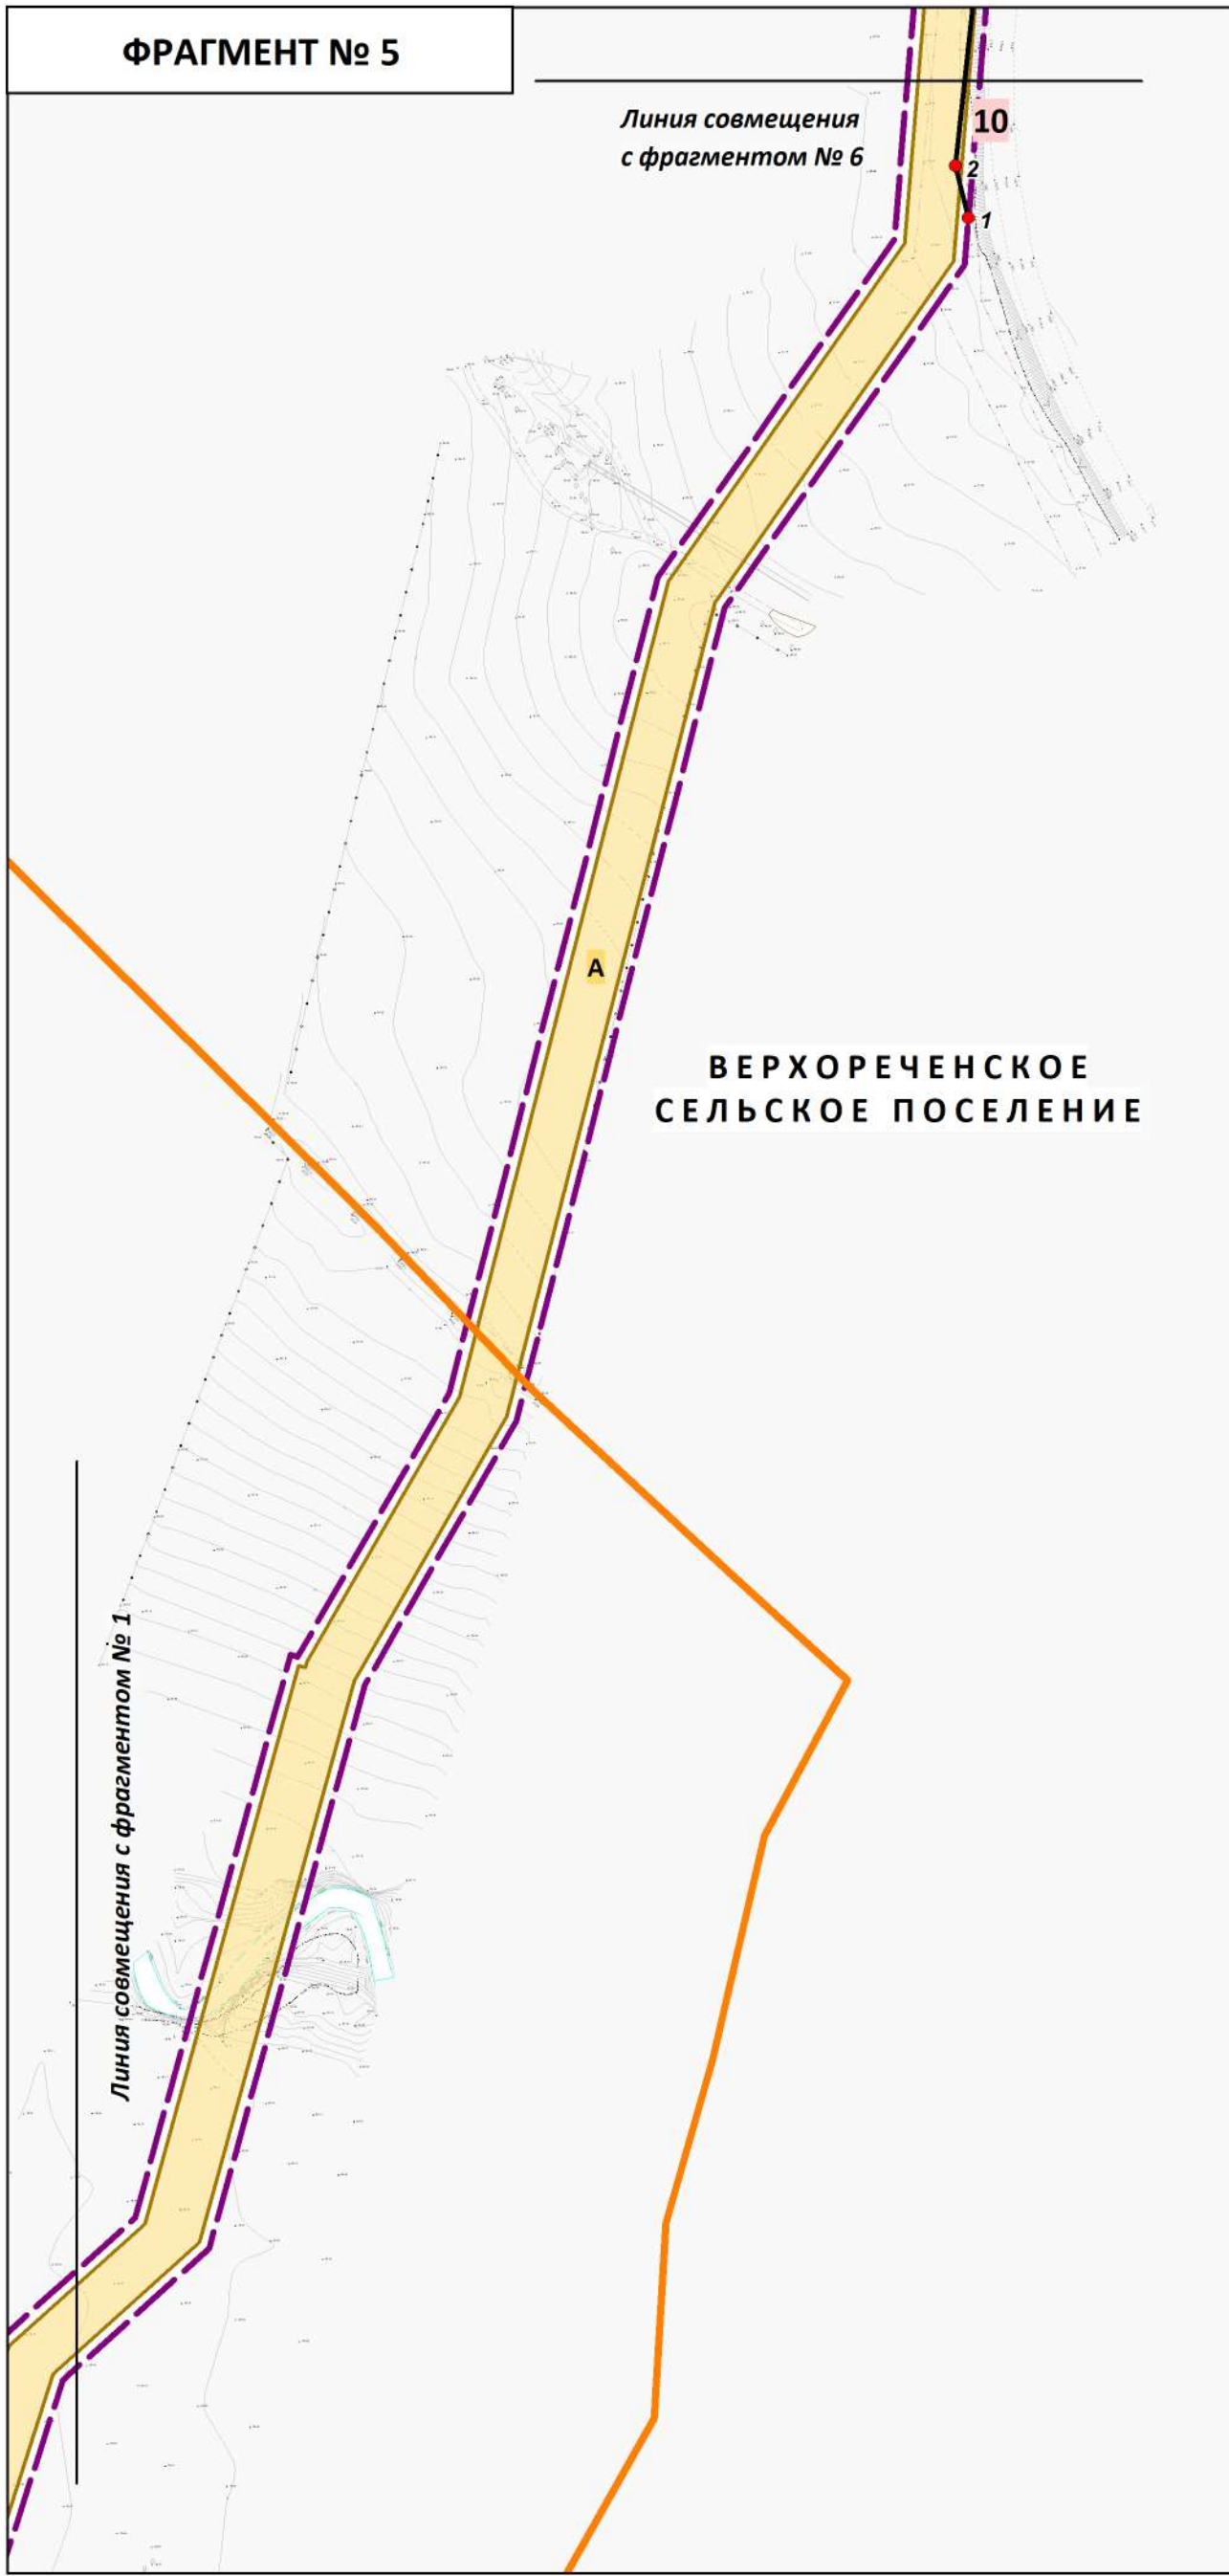 ФРАГМЕНТ № 5
Линия совмещения
с фрагментом № 6
10
2
1
А
ВЕРХОРЕЧЕНСКОЕ
СЕЛЬСКОЕ ПОСЕЛЕНИЕ
Линия совмещения с фрагментом № 1